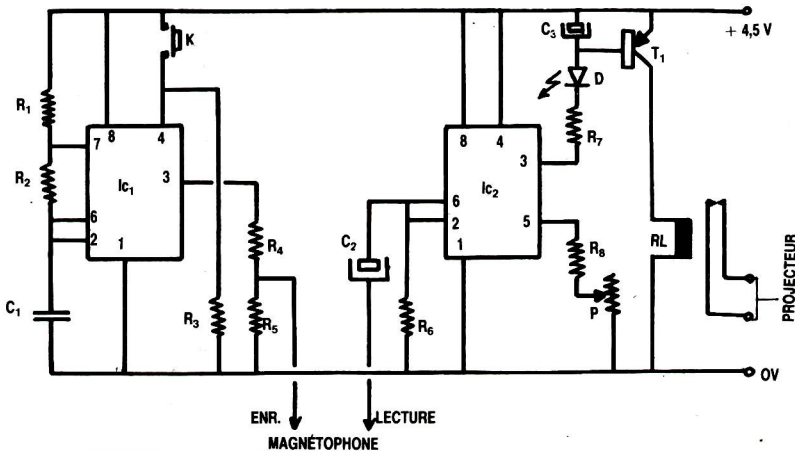 + 4,5 V
C3
K
T1
D
R1
8
4
8
4
R7
7
3
R2
Ic1
3
Ic2
6
6
5
2
2
R4
C2
R8
RL
1
1
P
C1
R3
R5
R6
PROJECTEUR
0V
ENR.
LECTURE
MAGNÉTOPHONE